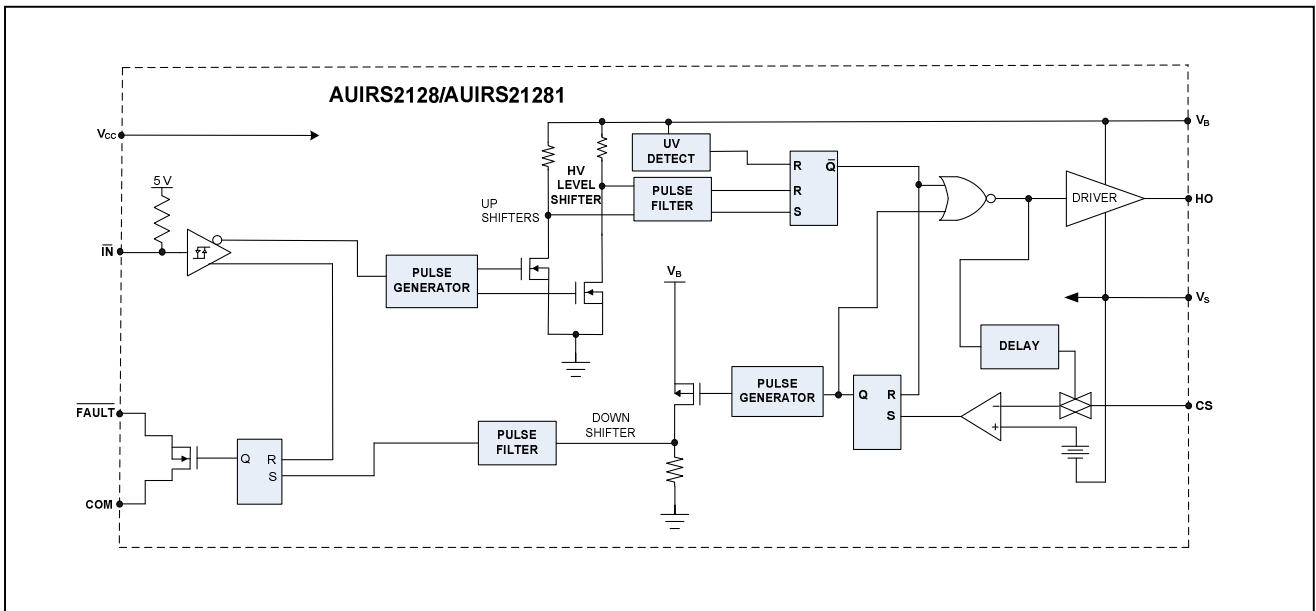 AUIRS2128/AUIRS21281
VCC
5 V
IN
PULSE
GENERATOR
UP
SHIFTERS
HV
LEVEL
SHIFTER
UV
DETECT
PULSE
FILTER
R
R
S
Q̅
DRIVER
VB
HO
VS
CS
DELAY
VB
PULSE
GENERATOR
Q
R
S
−
+
DOWN
SHIFTER
PULSE
FILTER
FAULT
Q
R
S
COM